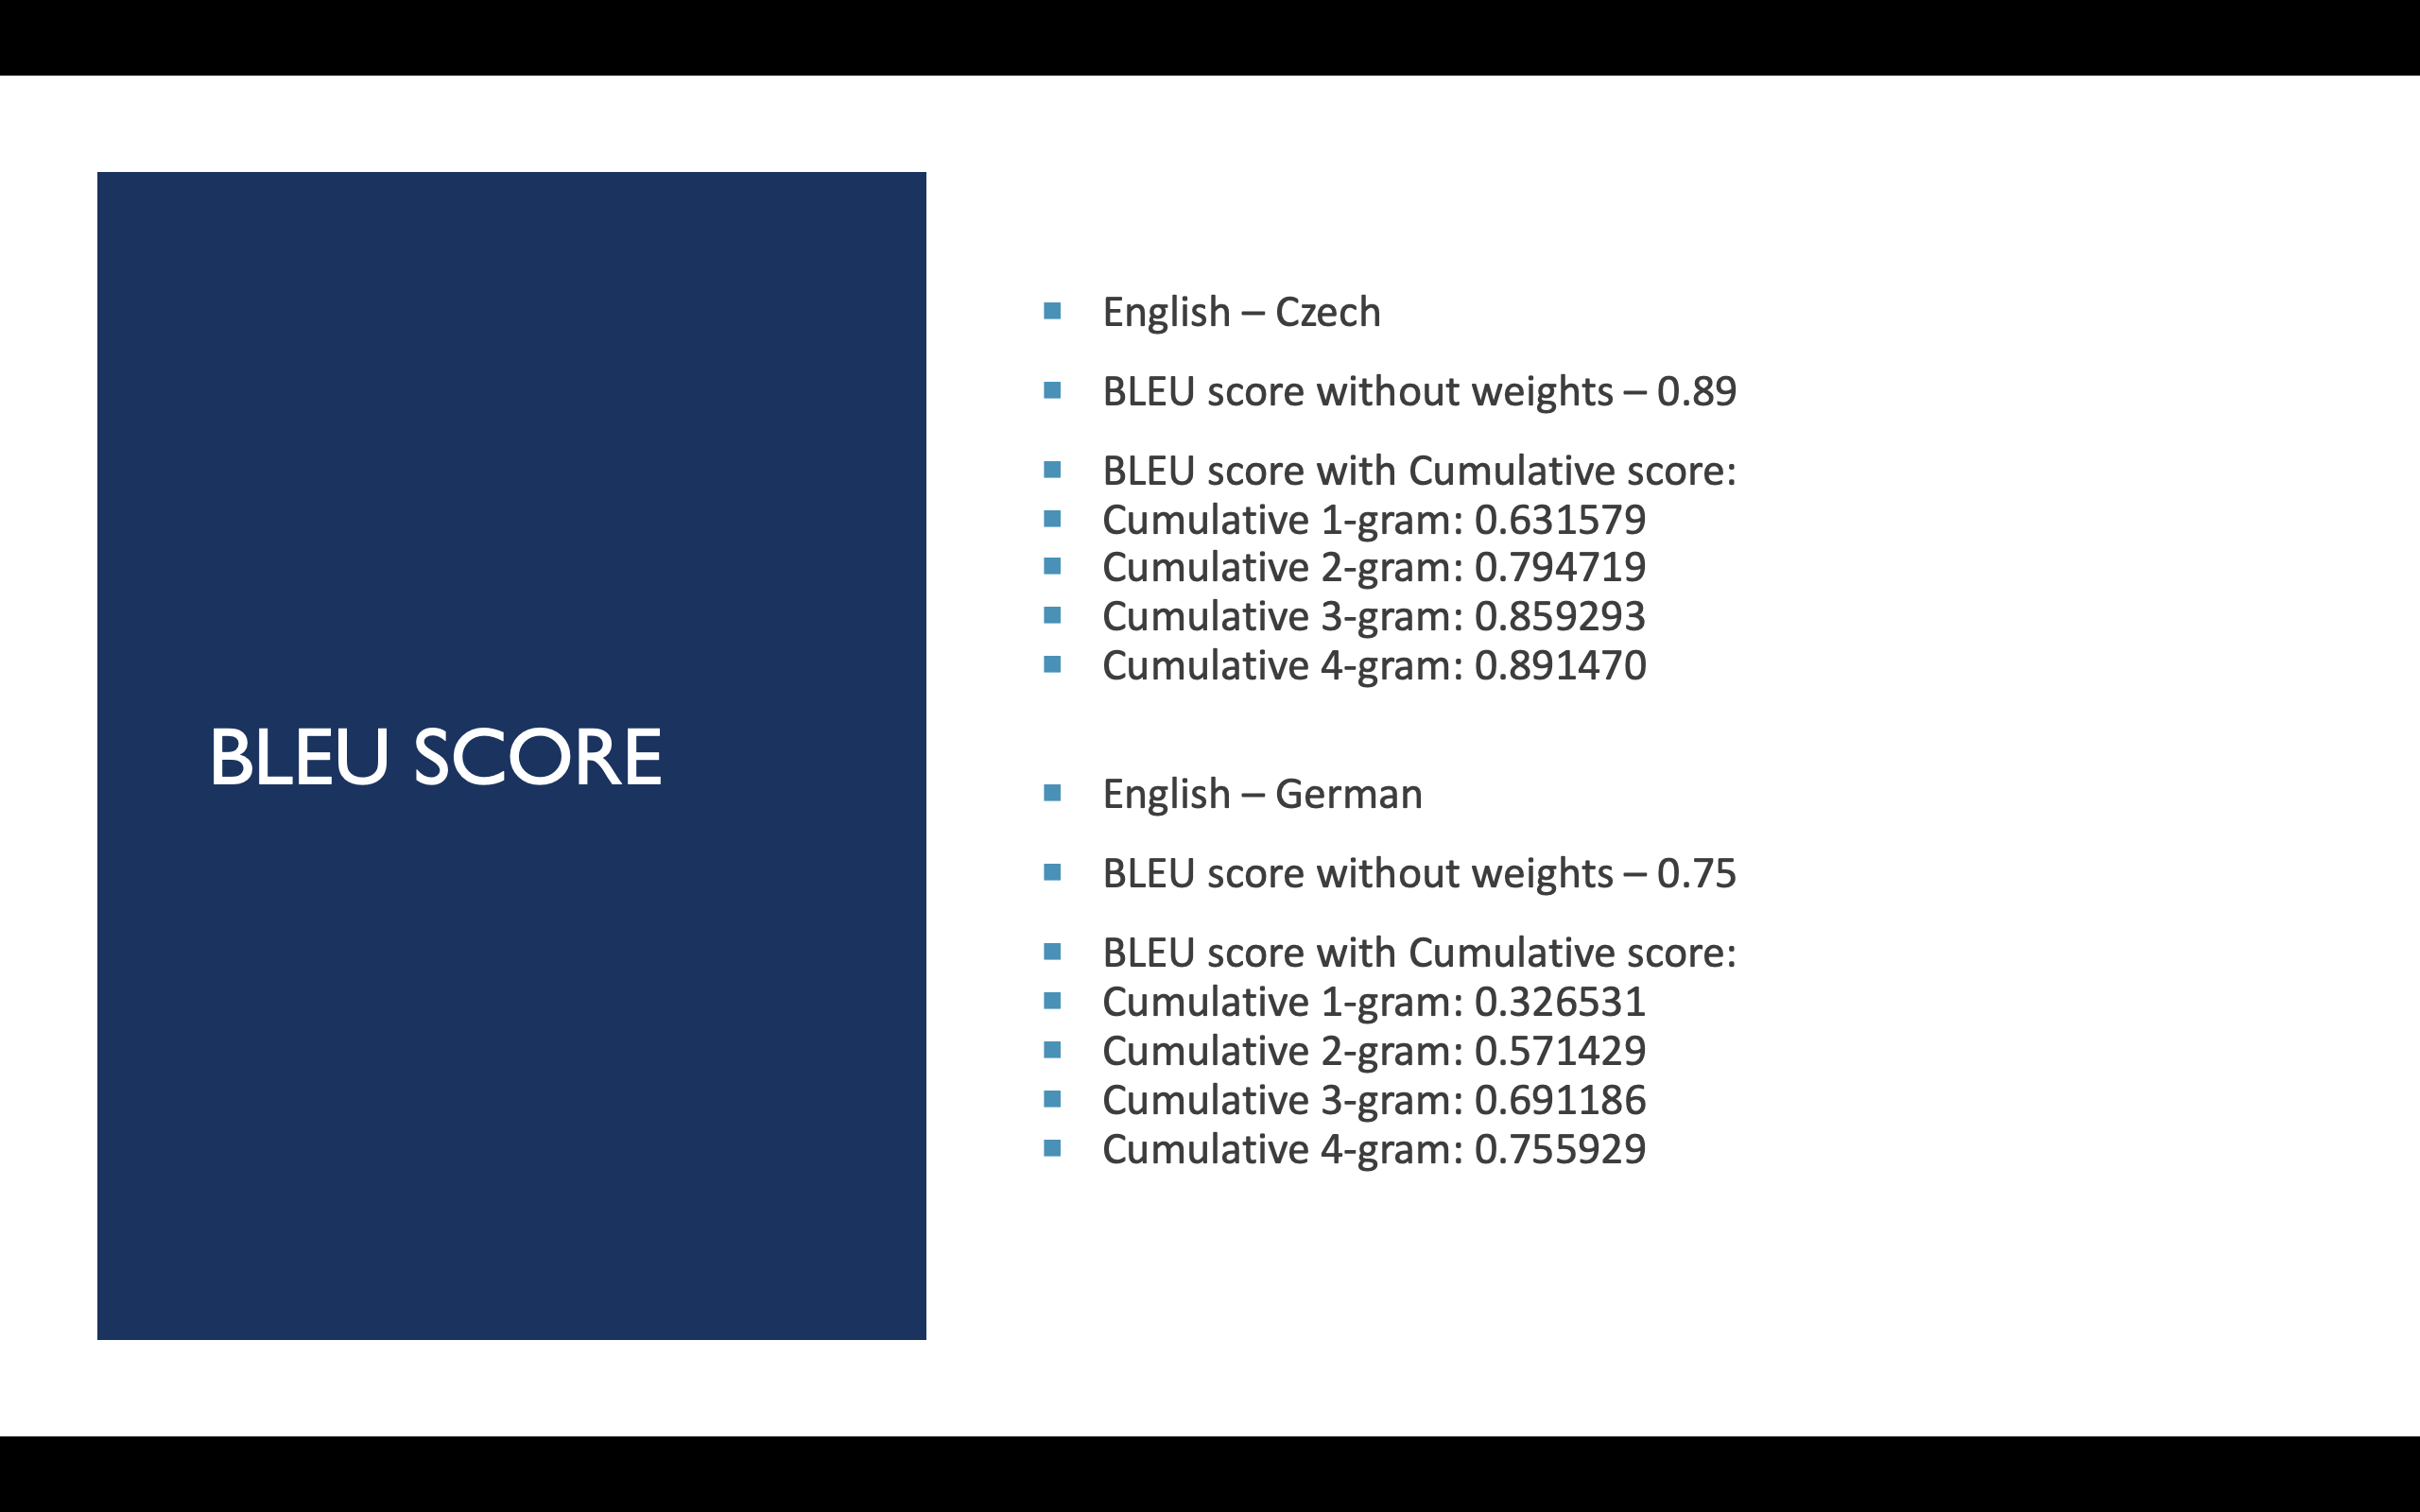 BLEU SCORE
English – Czech
BLEU score without weights – 0.89
BLEU score with Cumulative score:
Cumulative 1-gram: 0.631579
Cumulative 2-gram: 0.794719
Cumulative 3-gram: 0.859293
Cumulative 4-gram: 0.891470
English – German
BLEU score without weights – 0.75
BLEU score with Cumulative score:
Cumulative 1-gram: 0.326531
Cumulative 2-gram: 0.571429
Cumulative 3-gram: 0.691186
Cumulative 4-gram: 0.755929